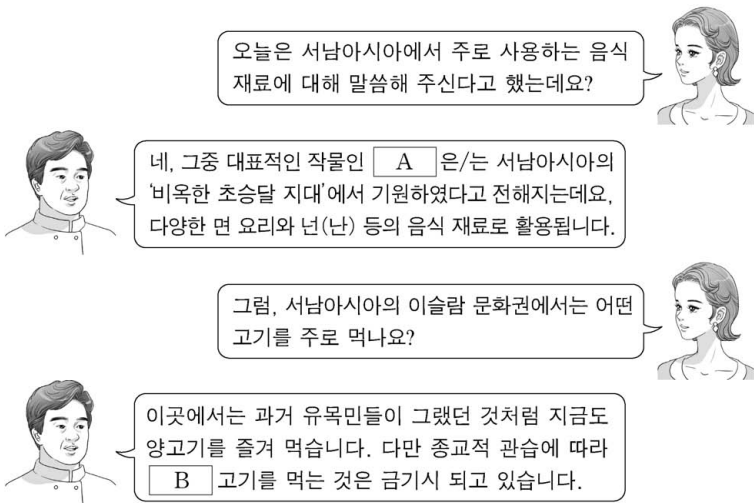 오늘은 서남아시아에서 주로 사용하는 음식
재료에 대해 말씀해 주신다고 했는데요?
네, 그중 대표적인 작물인 A 은/는 서남아시아의
‘비옥한 초승달 지대’에서 기원하였다고 전해지는데요,
다양한 면 요리와 넌(난) 등의 음식 재료로 활용됩니다.
그럼, 서남아시아의 이슬람 문화권에서는 어떤
고기를 주로 먹나요?
이곳에서는 과거 유목민들이 그랬던 것처럼 지금도
양고기를 즐겨 먹습니다. 다만 종교적 관습에 따라
B 고기를 먹는 것은 금기시 되고 있습니다.